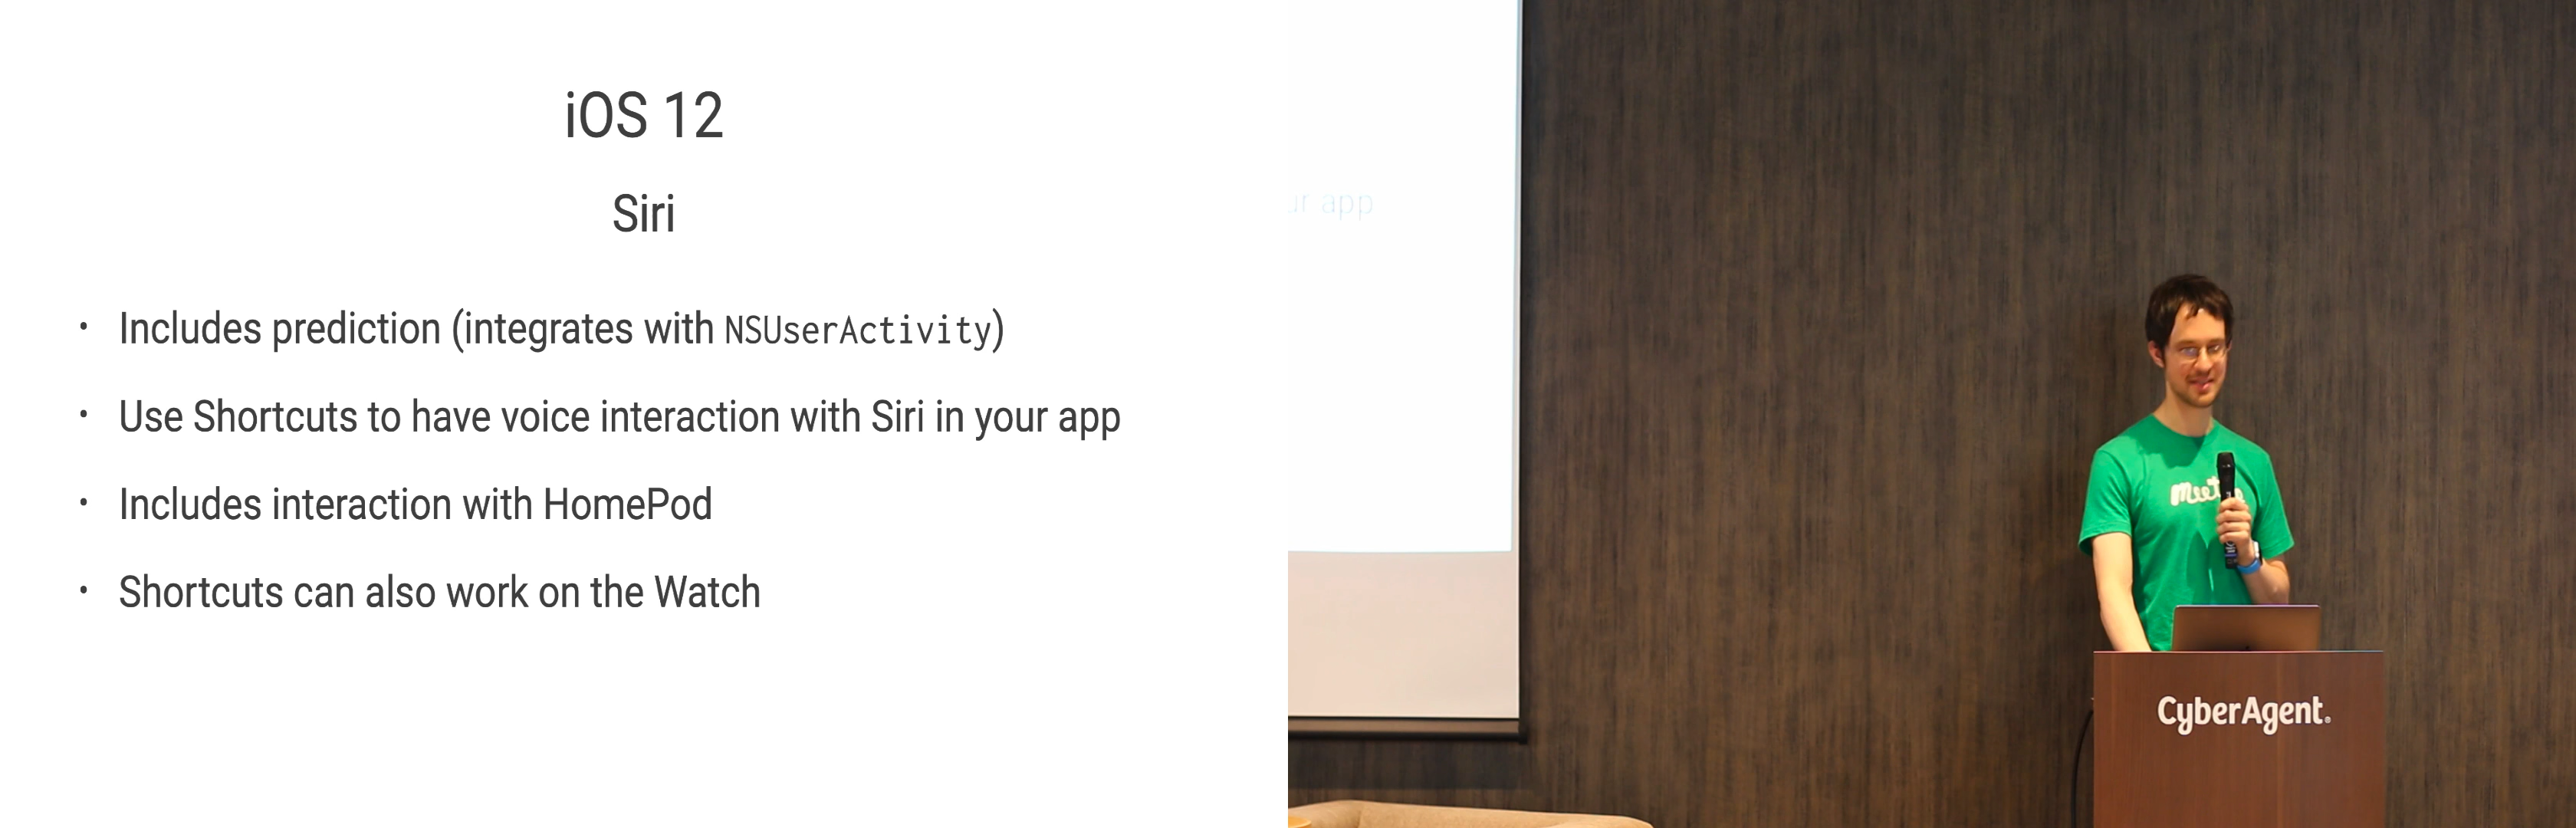 iOS 12
Siri
• Includes prediction (integrates with NSUserActivity)
• Use Shortcuts to have voice interaction with Siri in your app
• Includes interaction with HomePod
• Shortcuts can also work on the Watch
app
CyberAgent.